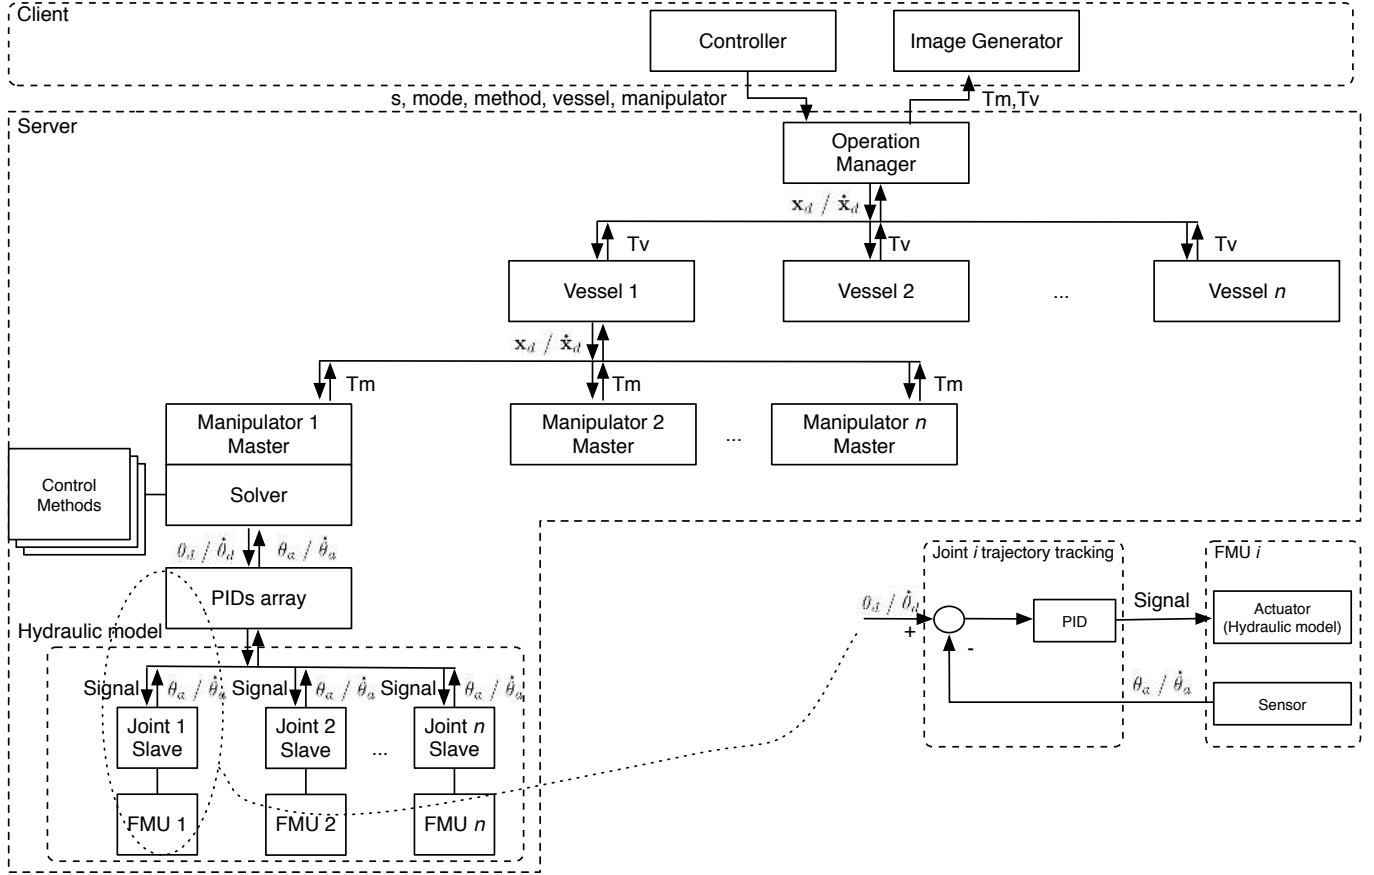 Client
Controller
Image Generator
s, mode, method, vessel, manipulator
Tm,Tv
Server
Operation
Manager
x_d / ẋ_d
Tv
Tv
Tv
Vessel 1
Vessel 2
...
Vessel n
x_d / ẋ_d
Tm
Tm
Tm
Manipulator 1
Master
Manipulator 2
Master
...
Manipulator n
Master
Control
Methods
Solver
θ_d / θ̇_d
θ_a / θ̇_a
PIDs array
Hydraulic model
Signal
θ_a / θ̇_a
Signal
θ_a / θ̇_a
Signal
θ_a / θ̇_a
Joint 1
Slave
Joint 2
Slave
...
Joint n
Slave
FMU 1
FMU 2
FMU n
Joint i trajectory tracking
FMU i
θ_d / θ̇_d
+
-
PID
Signal
Actuator
(Hydraulic model)
θ_a / θ̇_a
Sensor